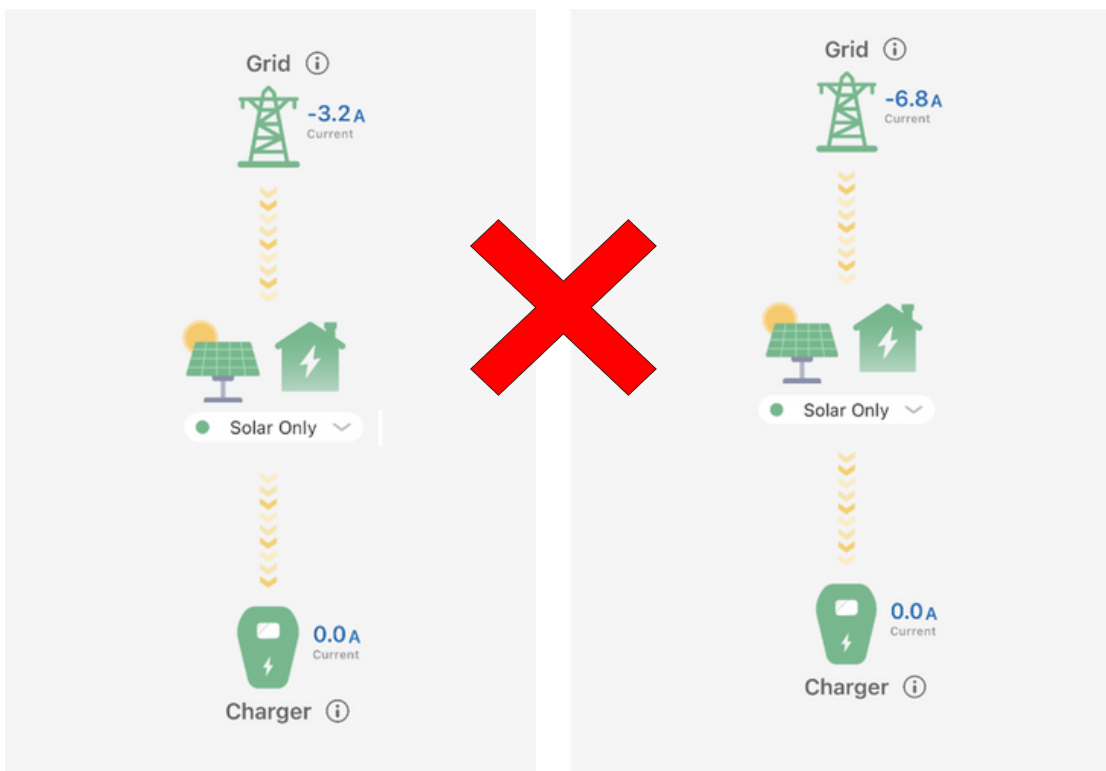 Grid
-3.2A
Current
Solar Only
0.0A
Current
Charger
Grid
-6.8A
Current
Solar Only
0.0A
Current
Charger